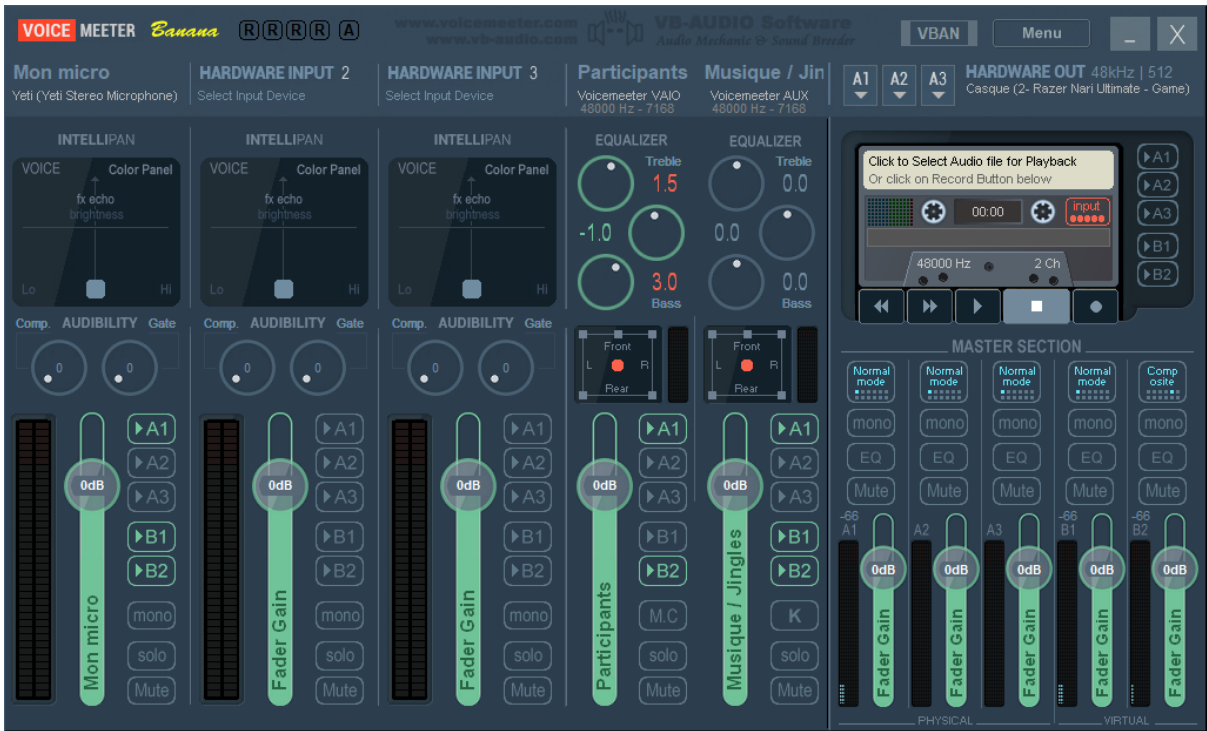 VOICE MEETER Banana R R R R A
www.voicemeeter.com
www.vb-audio.com
VB-AUDIO Software
Audio Mechanic & Sound Breeder
VBAN
Menu
_ X
Mon micro
Yeti (Yeti Stereo Microphone)
HARDWARE INPUT 2
Select Input Device
HARDWARE INPUT 3
Select Input Device
Participants
Voicemeeter VAIO
48000 Hz - 7168
Musique / Jin
Voicemeeter AUX
48000 Hz - 7168
A1 A2 A3
HARDWARE OUT 48kHz | 512
Casque (2- Razer Nari Ultimate - Game)
INTELLIPAN
VOICE Color Panel
fx echo
brightness
Lo Hi
Comp. AUDIBILITY Gate
0 0
0dB
Mon micro
A1
A2
A3
B1
B2
mono
solo
Mute
INTELLIPAN
VOICE Color Panel
fx echo
brightness
Lo Hi
Comp. AUDIBILITY Gate
0 0
0dB
Fader Gain
A1
A2
A3
B1
B2
mono
solo
Mute
INTELLIPAN
VOICE Color Panel
fx echo
brightness
Lo Hi
Comp. AUDIBILITY Gate
0 0
0dB
Fader Gain
A1
A2
A3
B1
B2
mono
solo
Mute
EQUALIZER
Treble
1.5
-1.0
3.0
Bass
Front
L R
Rear
0dB
Participants
A1
A2
A3
B1
B2
M.C
solo
Mute
EQUALIZER
Treble
0.0
0.0
0.0
Bass
Front
L R
Rear
0dB
Musique / Jingles
A1
A2
A3
B1
B2
K
solo
Mute
Click to Select Audio file for Playback
Or click on Record Button below
00:00
input
48000 Hz 2 Ch
A1
A2
A3
B1
B2
MASTER SECTION
Normal mode
mono
EQ
Mute
-66
A1
0dB
Fader Gain
Normal mode
mono
EQ
Mute
A2
0dB
Fader Gain
Normal mode
mono
EQ
Mute
A3
0dB
Fader Gain
Normal mode
mono
EQ
Mute
-66
B1
0dB
Fader Gain
Comp osite
mono
EQ
Mute
-66
B2
0dB
Fader Gain
PHYSICAL
VIRTUAL